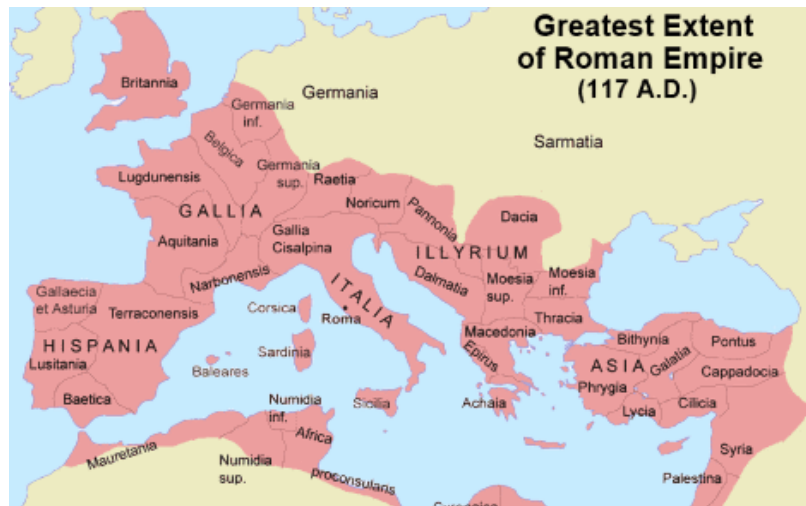 Greatest Extent
of Roman Empire
(117 A.D.)
Britannia
Germania
Germania
inf.
Sarmatia
Belgica
Lugdunensis
Germania
sup.
Raetia
Noricum
Pannonia
Dacia
GALLIA
Aquitania
Gallia
Cisalpina
ILLYRIUM
Dalmatia
Moesia
sup.
Moesia
inf.
Narbonensis
ITALIA
Gallaecia
et Asturia
Terraconensis
Corsica
Roma
Thracia
Macedonia
Epirus
Bithynia
Pontus
HISPANIA
Lusitania
Sardinia
Baleares
ASIA
Galatia
Cappadocia
Phrygia
Baetica
Numidia
inf.
Sicilia
Achaia
Lycia
Cilicia
Africa
proconsularis
Mauretania
Numidia
sup.
Syria
Palestina